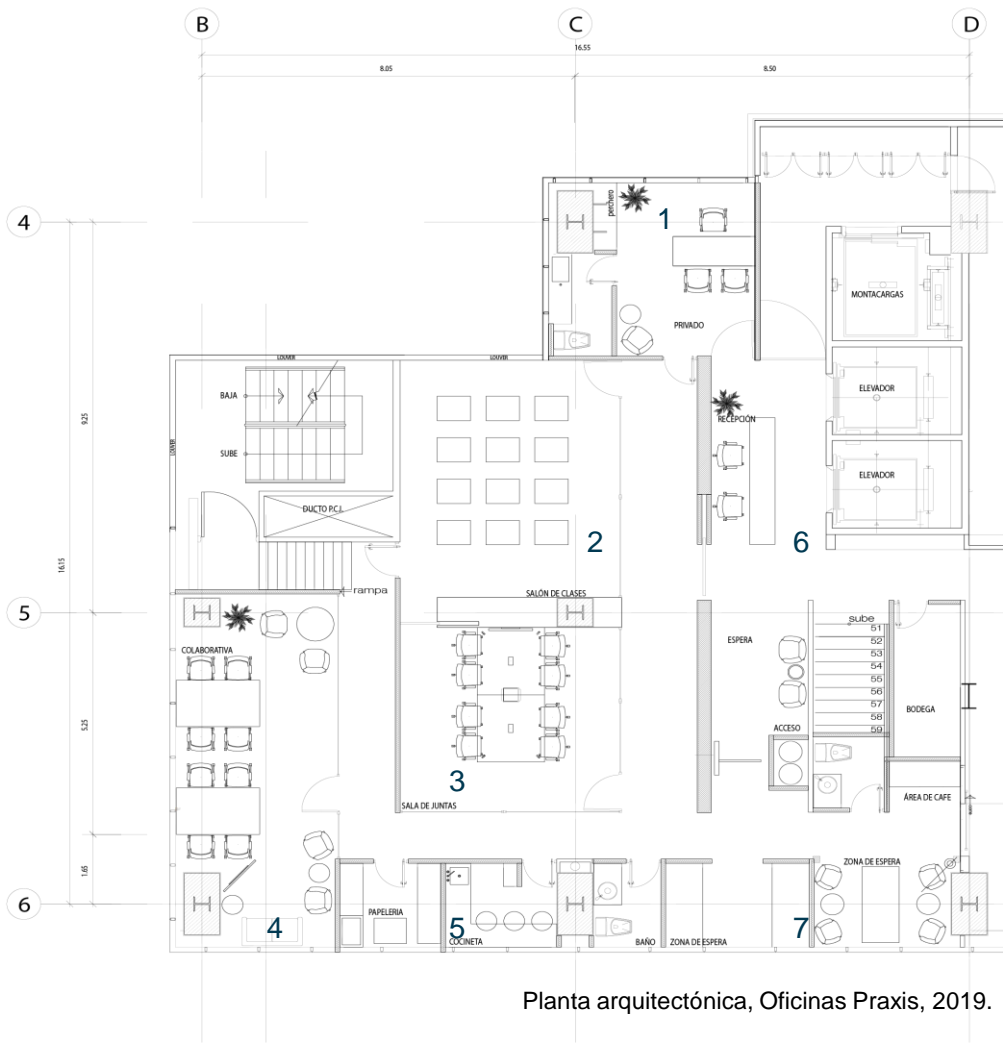 B
C
D
16.55
8.05
8.50
4
perchero
1
MONTACARGAS
PRIVADO
LOUVER
LOUVER
ELEVADOR
BAJA
RECEPCIÓN
9.25
LOUVER
SUBE
ELEVADOR
DUCTO P.C.I.
2
6
16.15
rampa
SALÓN DE CLASES
5
sube
51
52
ESPERA
53
COLABORATIVA
54
55
56
57
BODEGA
58
5.25
ACCESO
59
3
ÁREA DE CAFE
SALA DE JUNTAS
1.65
ZONA DE ESPERA
6
PAPELERIA
4
5
7
COCINETA
BAÑO
ZONA DE ESPERA
Planta arquitectónica, Oficinas Praxis, 2019.